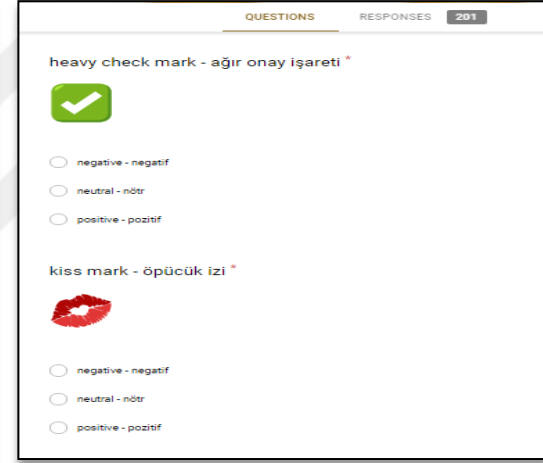 QUESTIONS RESPONSES 201
heavy check mark - ağır onay işareti *
negative - negatif
neutral - nötr
positive - pozitif
kiss mark - öpücük izi *
negative - negatif
neutral - nötr
positive - pozitif